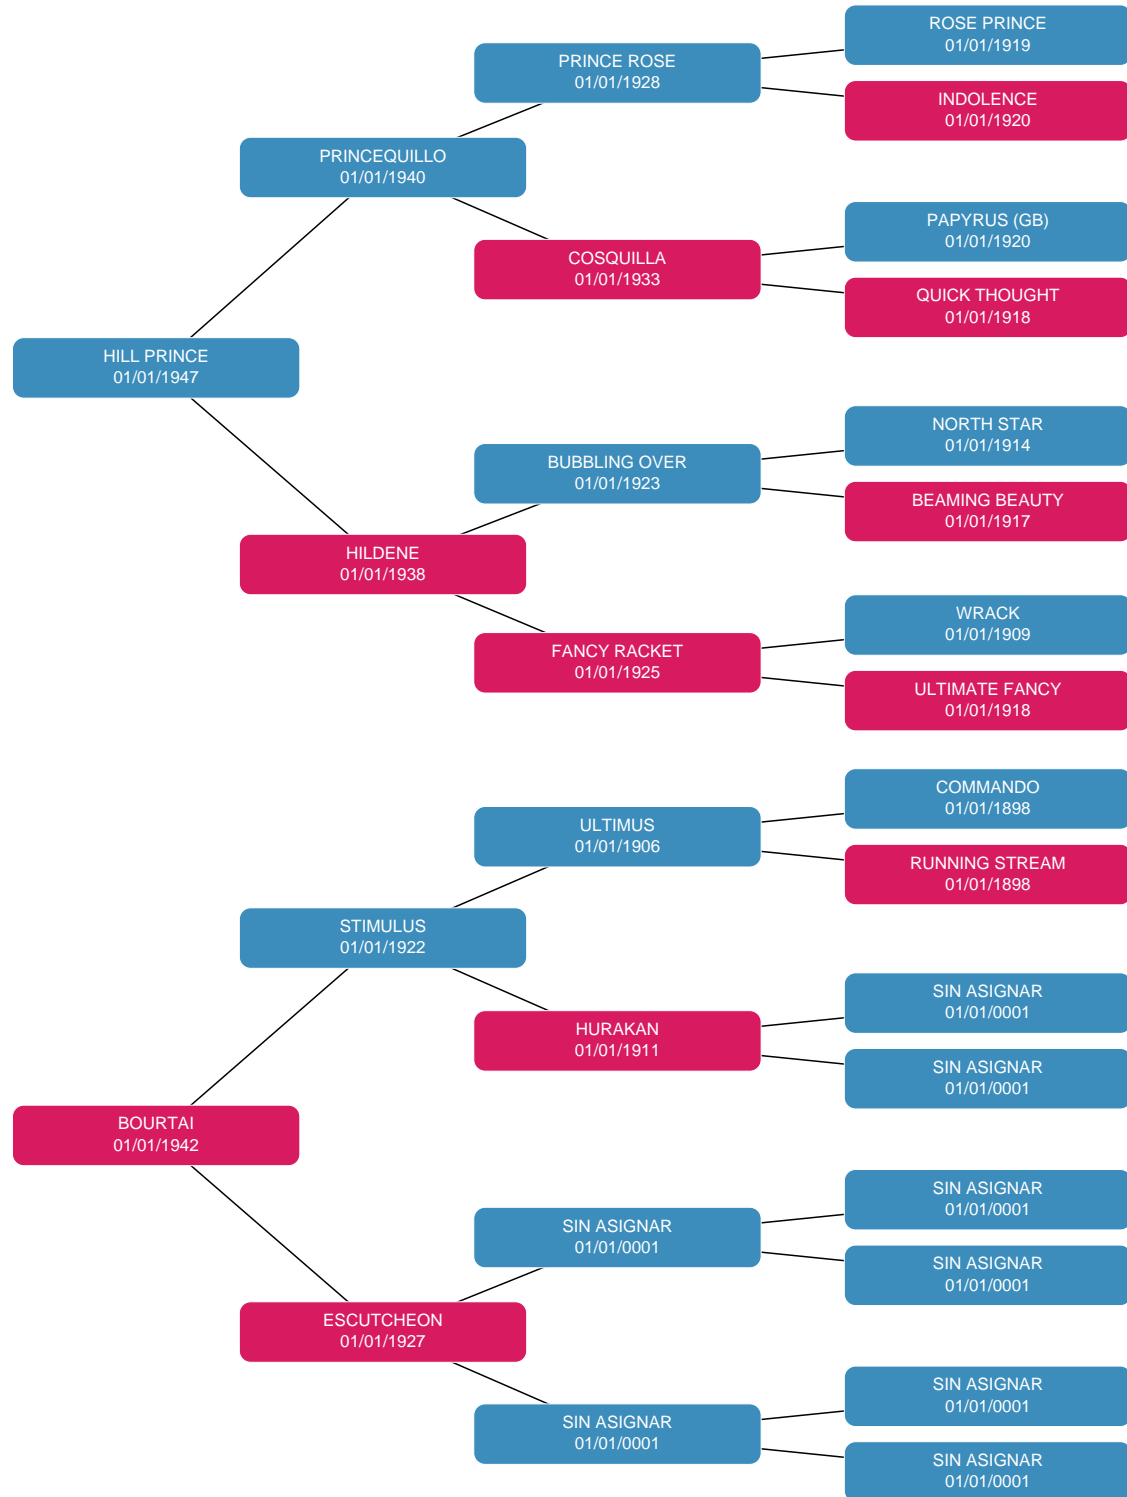 ROSE PRINCE
01/01/1919
PRINCE ROSE
01/01/1928
INDOLENCE
01/01/1920
PRINCEQUILLO
01/01/1940
PAPYRUS (GB)
01/01/1920
COSQUILLA
01/01/1933
QUICK THOUGHT
01/01/1918
HILL PRINCE
01/01/1947
NORTH STAR
01/01/1914
BUBBLING OVER
01/01/1923
BEAMING BEAUTY
01/01/1917
HILDENE
01/01/1938
WRACK
01/01/1909
FANCY RACKET
01/01/1925
ULTIMATE FANCY
01/01/1918
COMMANDO
01/01/1898
ULTIMUS
01/01/1906
RUNNING STREAM
01/01/1898
STIMULUS
01/01/1922
SIN ASIGNAR
01/01/0001
HURAKAN
01/01/1911
SIN ASIGNAR
01/01/0001
BOURTAI
01/01/1942
SIN ASIGNAR
01/01/0001
SIN ASIGNAR
01/01/0001
SIN ASIGNAR
01/01/0001
ESCUTCHEON
01/01/1927
SIN ASIGNAR
01/01/0001
SIN ASIGNAR
01/01/0001
SIN ASIGNAR
01/01/0001